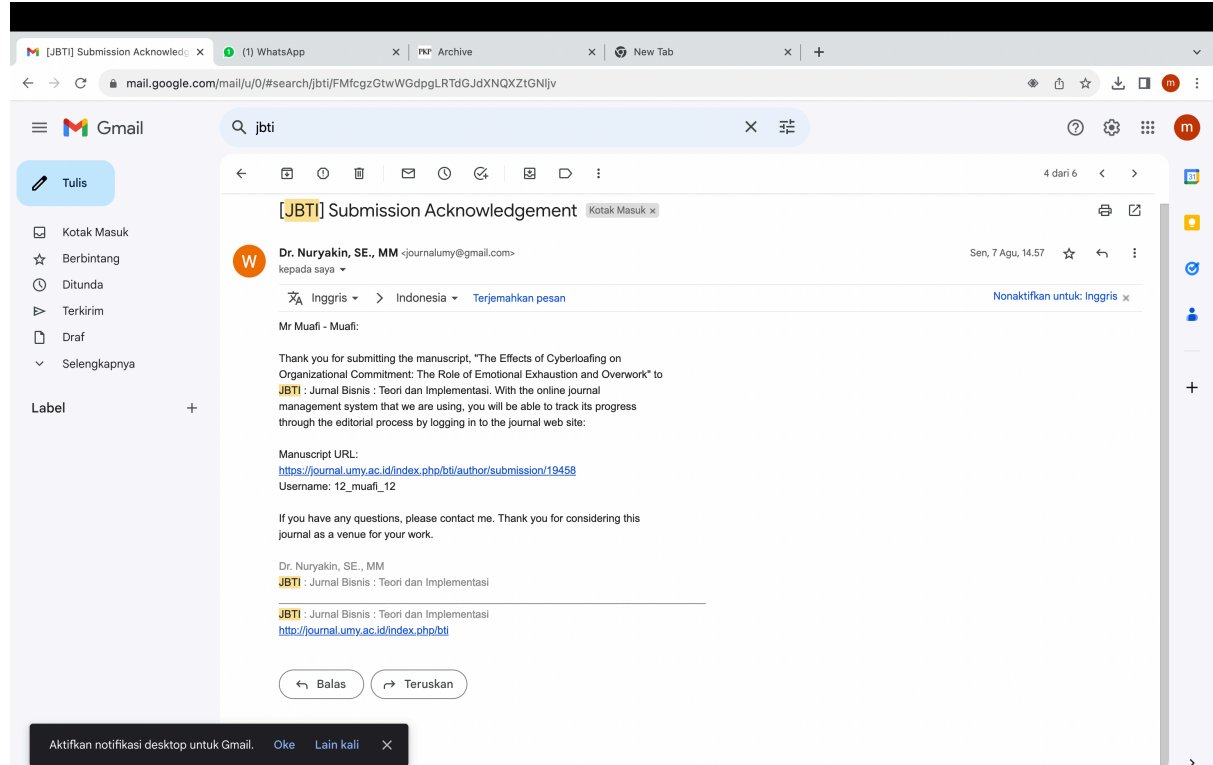 [JBTI] Submission Acknowledg
(1) WhatsApp
PKP Archive
New Tab
mail.google.com/mail/u/0/#search/jbti/FMfcgzGtwWGdpgLRTdGJdXNQXZtGNljv
m
Gmail
jbti
m
Tulis
4 dari 6
31
[JBTI] Submission Acknowledgement Kotak Masuk x
Kotak Masuk
Berbintang
Ditunda
Terkirim
Draf
Selengkapnya
Label
W
Dr. Nuryakin, SE., MM <journalumy@gmail.com>
Sen, 7 Agu, 14.57
kepada saya
Inggris > Indonesia Terjemahkan pesan
Nonaktifkan untuk: Inggris x
Mr Muafi - Muafi:
Thank you for submitting the manuscript, "The Effects of Cyberloafing on
Organizational Commitment: The Role of Emotional Exhaustion and Overwork" to
JBTI : Jurnal Bisnis : Teori dan Implementasi. With the online journal
management system that we are using, you will be able to track its progress
through the editorial process by logging in to the journal web site:
Manuscript URL:
https://journal.umy.ac.id/index.php/bti/author/submission/19458
Username: 12_muafi_12
If you have any questions, please contact me. Thank you for considering this
journal as a venue for your work.
Dr. Nuryakin, SE., MM
JBTI : Jurnal Bisnis : Teori dan Implementasi
JBTI : Jurnal Bisnis : Teori dan Implementasi
http://journal.umy.ac.id/index.php/bti
Balas
Teruskan
Aktifkan notifikasi desktop untuk Gmail. Oke Lain kali